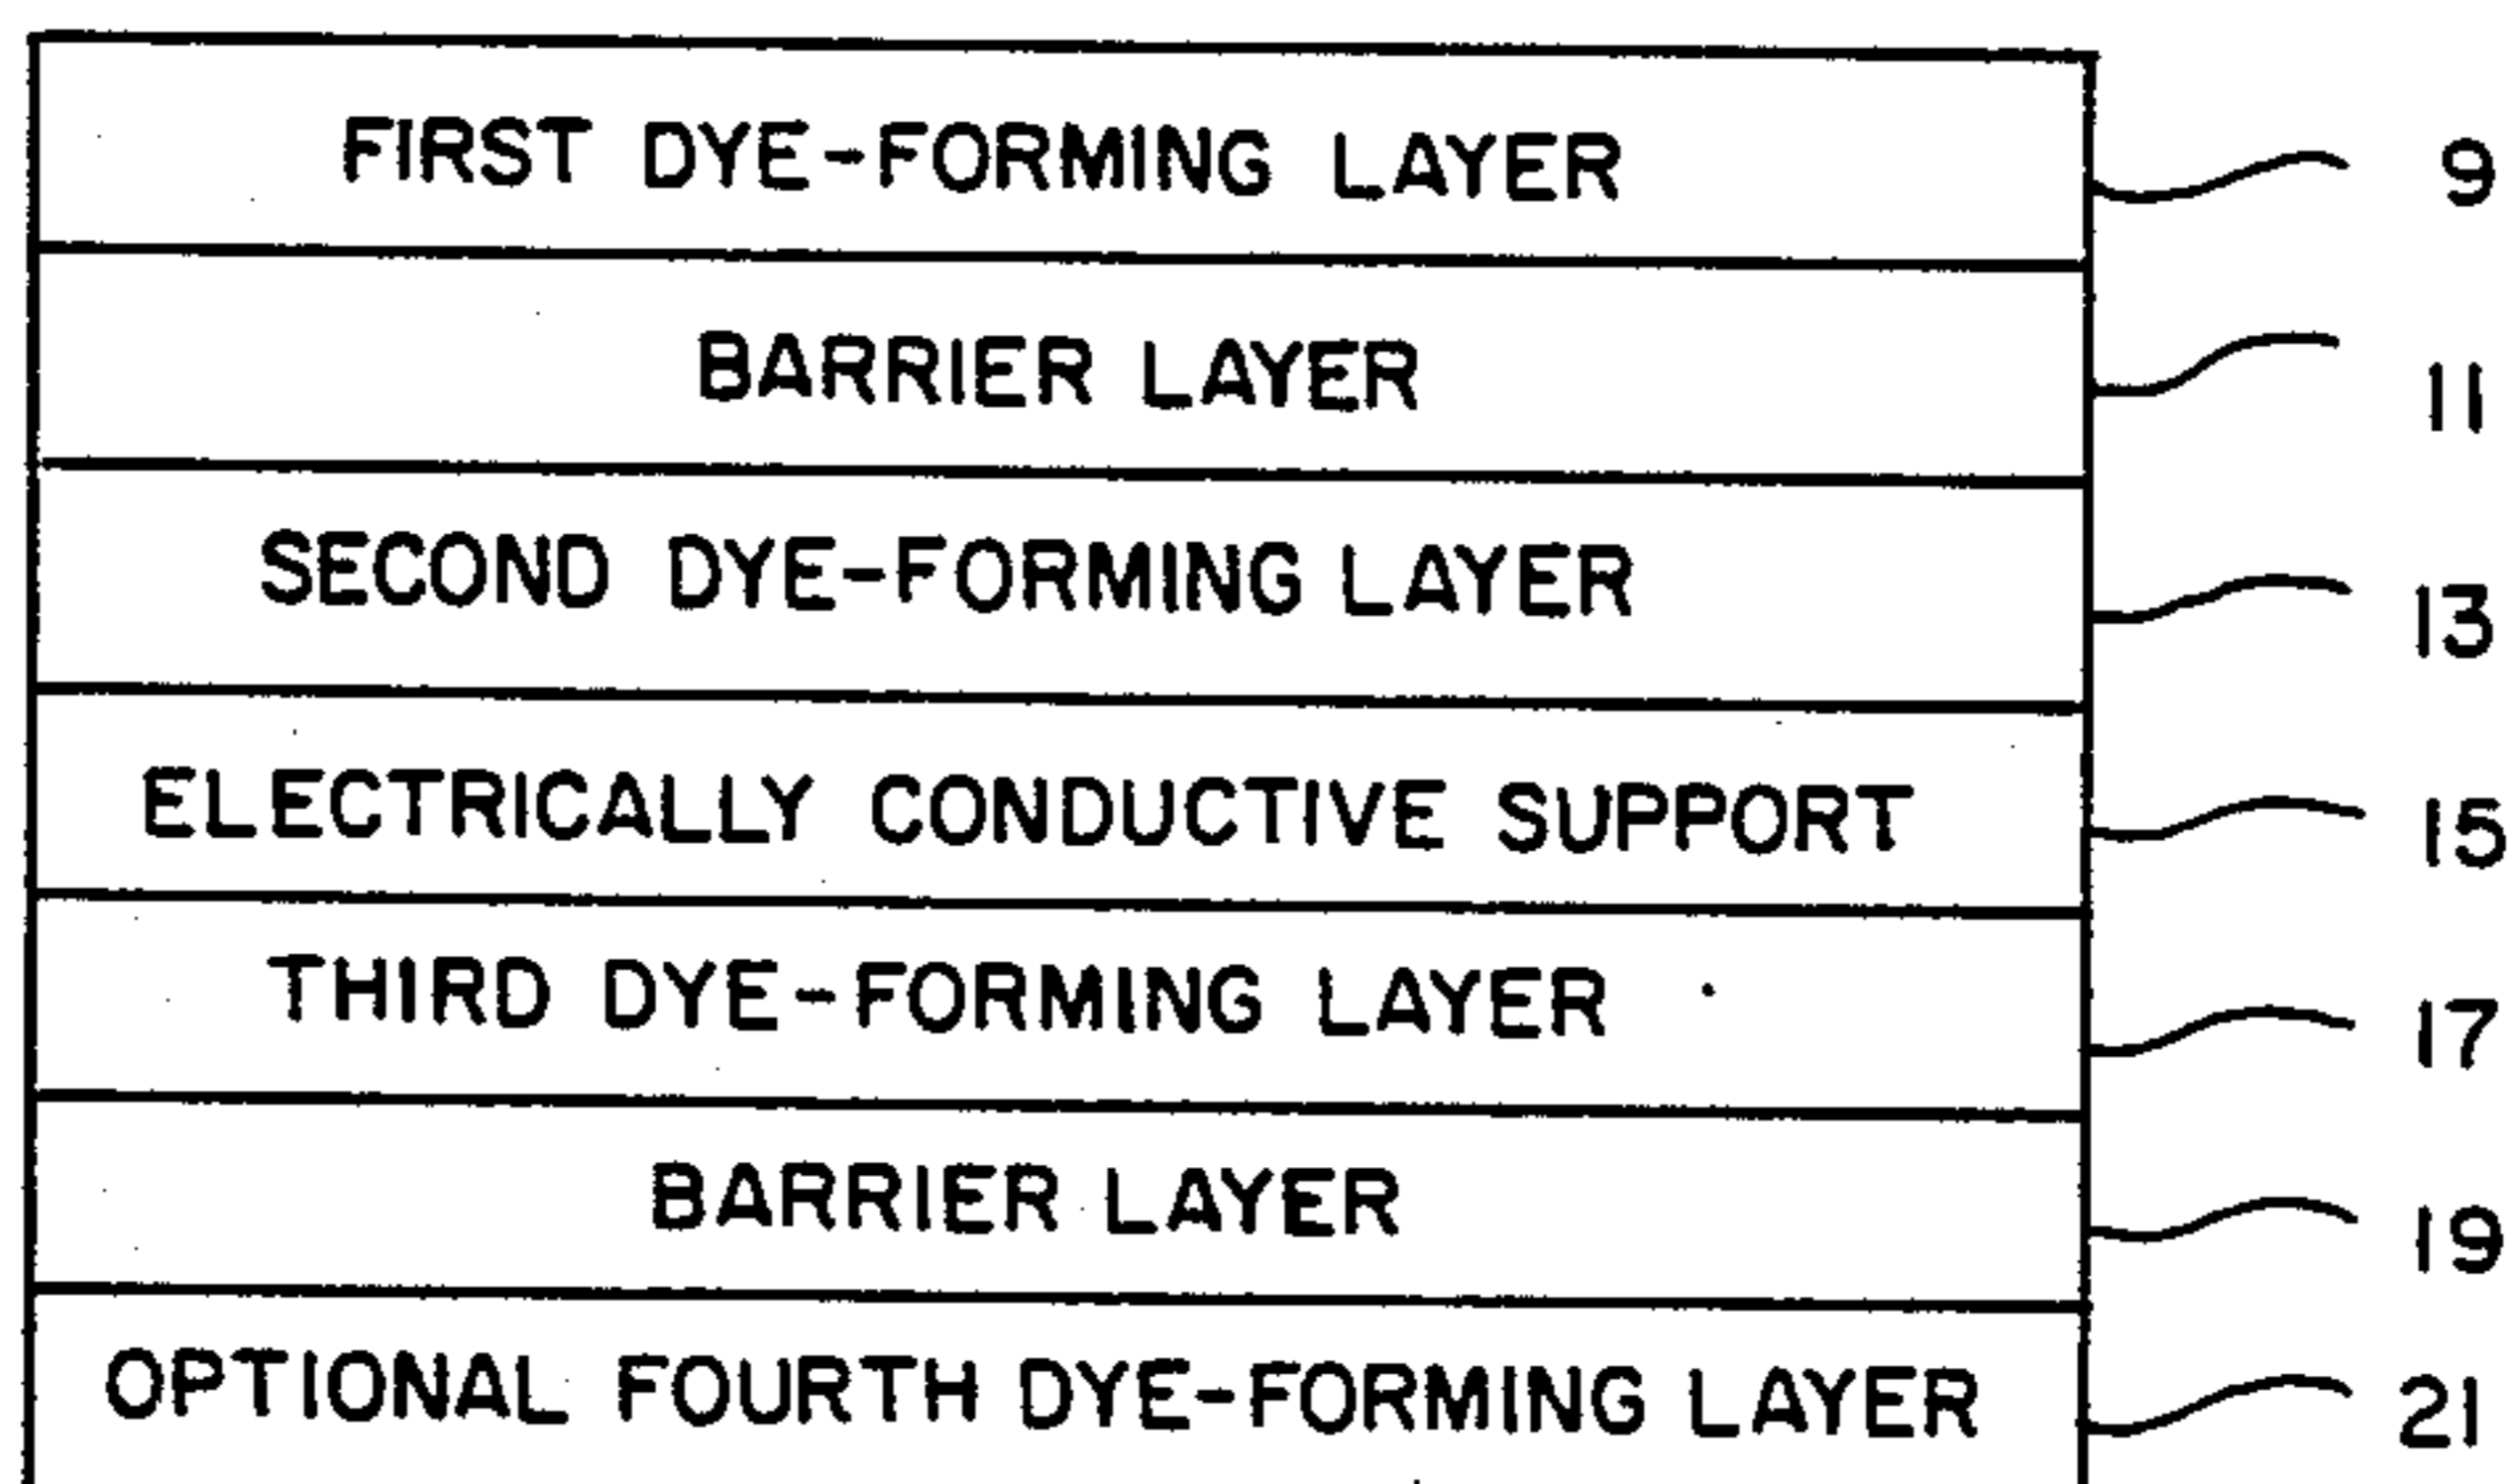 FIRST DYE-FORMING LAYER 9
BARRIER LAYER 11
SECOND DYE-FORMING LAYER 13
ELECTRICALLY CONDUCTIVE SUPPORT 15
THIRD DYE-FORMING LAYER 17
BARRIER LAYER 19
OPTIONAL FOURTH DYE-FORMING LAYER 21